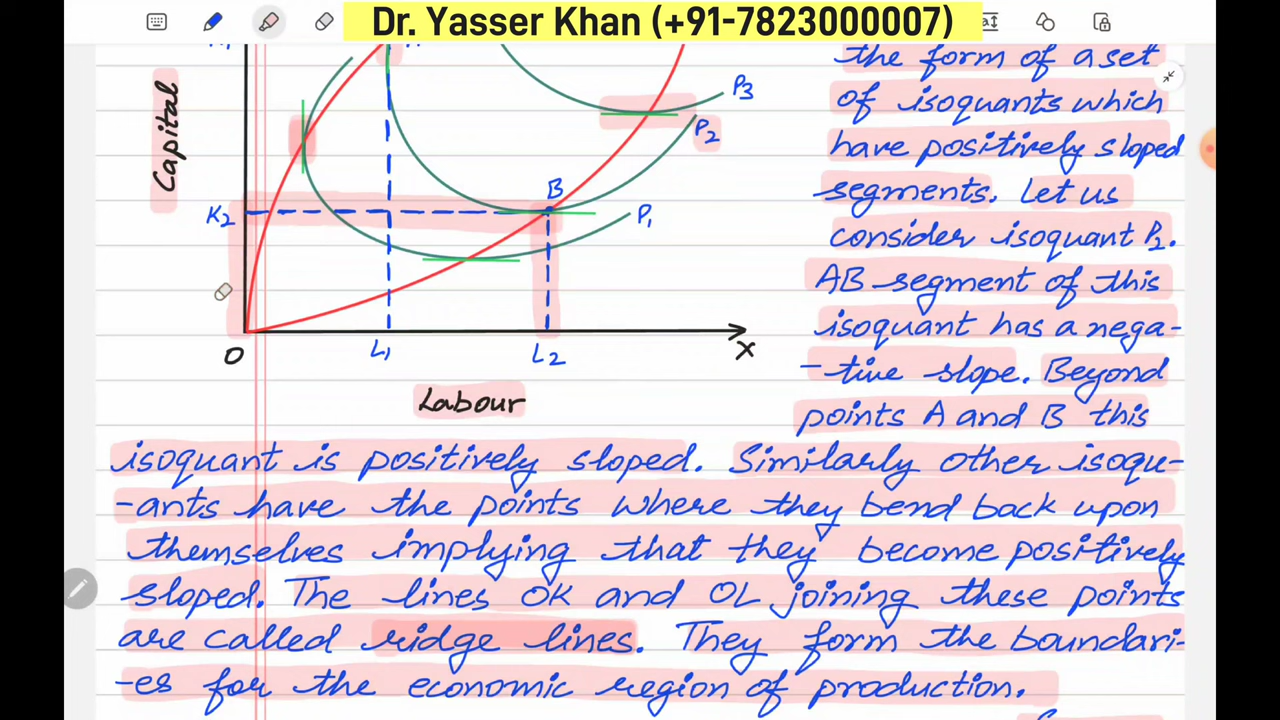 Dr. Yasser Khan (+91-7823000007)
the form of a set
of isoquants which
have positively sloped
segments. Let us
consider isoquant P2.
AB segment of this
isoquant has a nega-
-tive slope. Beyond
points A and B this
isoquant is positively sloped. Similarly other isoqu-
-ants have the points where they bend back upon
themselves implying that they become positively
sloped. The lines OK and OL joining these points
are called ridge lines. They form the boundari-
-es for the economic region of production.
Capital
P3
P2
B
K2
P1
O
L1
L2
X
Labour